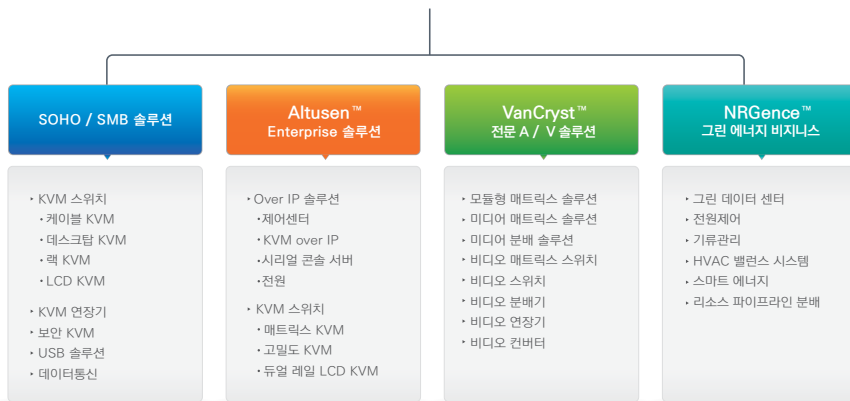 SOHO / SMB 솔루션
KVM 스위치
케이블 KVM
데스크탑 KVM
랙 KVM
LCD KVM
KVM 연장기
보안 KVM
USB 솔루션
데이터통신
Altusen™
Enterprise 솔루션
Over IP 솔루션
제어센터
KVM over IP
시리얼 콘솔 서버
전원
KVM 스위치
매트릭스 KVM
고밀도 KVM
듀얼 레일 LCD KVM
VanCryst™
전문 A / V 솔루션
모듈형 매트릭스 솔루션
미디어 매트릭스 솔루션
미디어 분배 솔루션
비디오 매트릭스 스위치
비디오 스위치
비디오 분배기
비디오 연장기
비디오 컨버터
NRGence™
그린 에너지 비지니스
그린 데이터 센터
전원제어
기류관리
HVAC 밸런스 시스템
스마트 에너지
리소스 파이프라인 분배